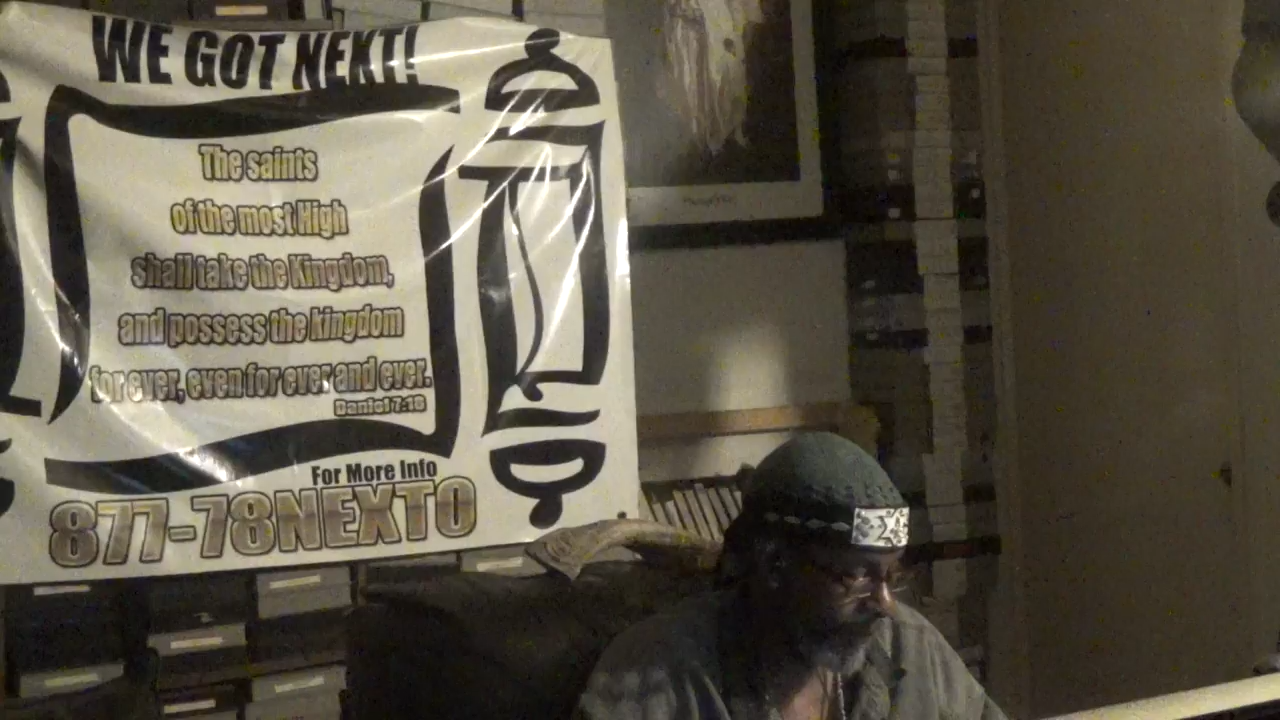 WE GOT NEXT!
The saints
of the most High
shall take the Kingdom,
and possess the kingdom
for ever, even for ever and ever.
Daniel 7:18
For More Info
877-78NEXTO